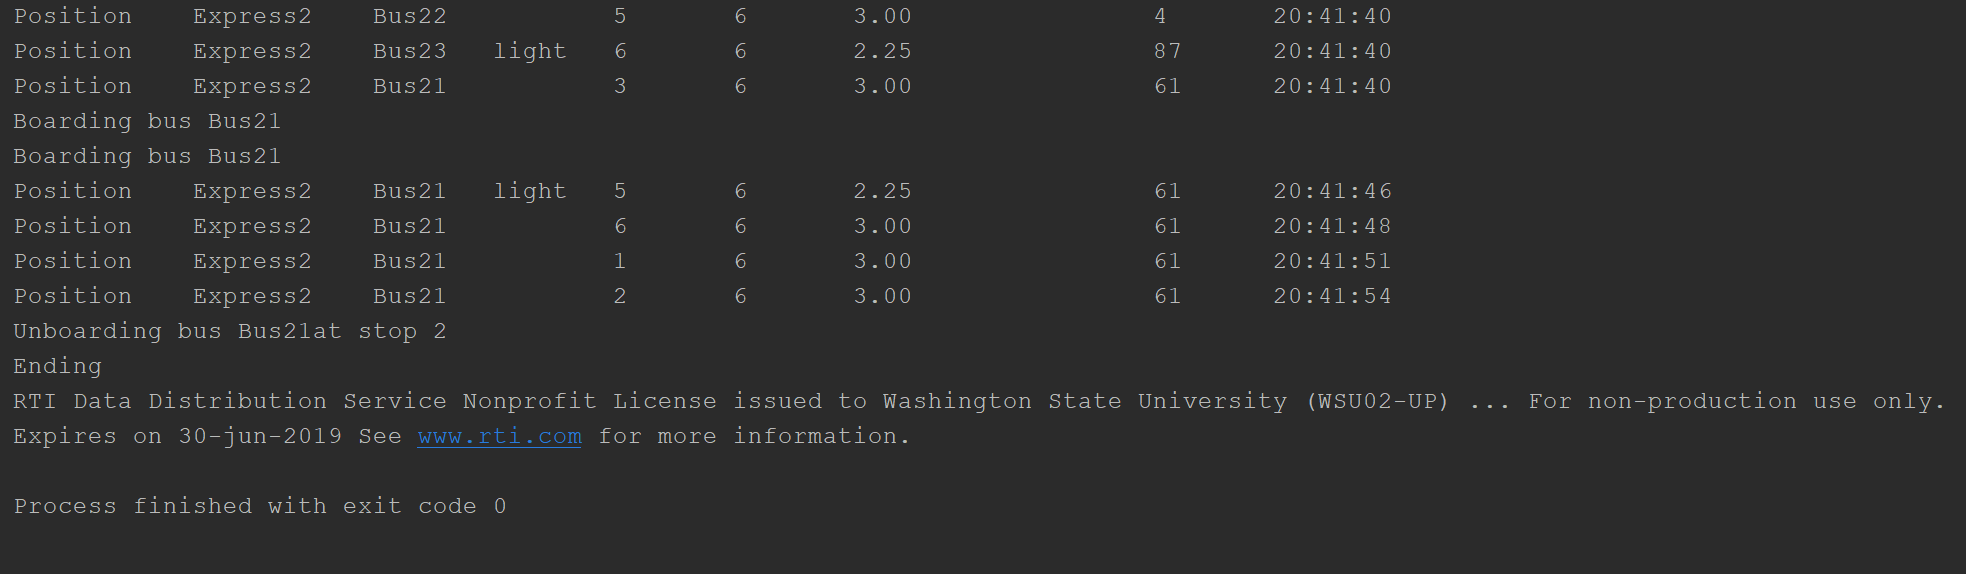 Position    Express2    Bus22           5       6       3.00                4       20:41:40
Position    Express2    Bus23   light   6       6       2.25                87      20:41:40
Position    Express2    Bus21           3       6       3.00                61      20:41:40
Boarding bus Bus21
Boarding bus Bus21
Position    Express2    Bus21   light   5       6       2.25                61      20:41:46
Position    Express2    Bus21           6       6       3.00                61      20:41:48
Position    Express2    Bus21           1       6       3.00                61      20:41:51
Position    Express2    Bus21           2       6       3.00                61      20:41:54
Unboarding bus Bus21at stop 2
Ending
RTI Data Distribution Service Nonprofit License issued to Washington State University (WSU02-UP) ... For non-production use only.
Expires on 30-jun-2019 See www.rti.com for more information.
Process finished with exit code 0